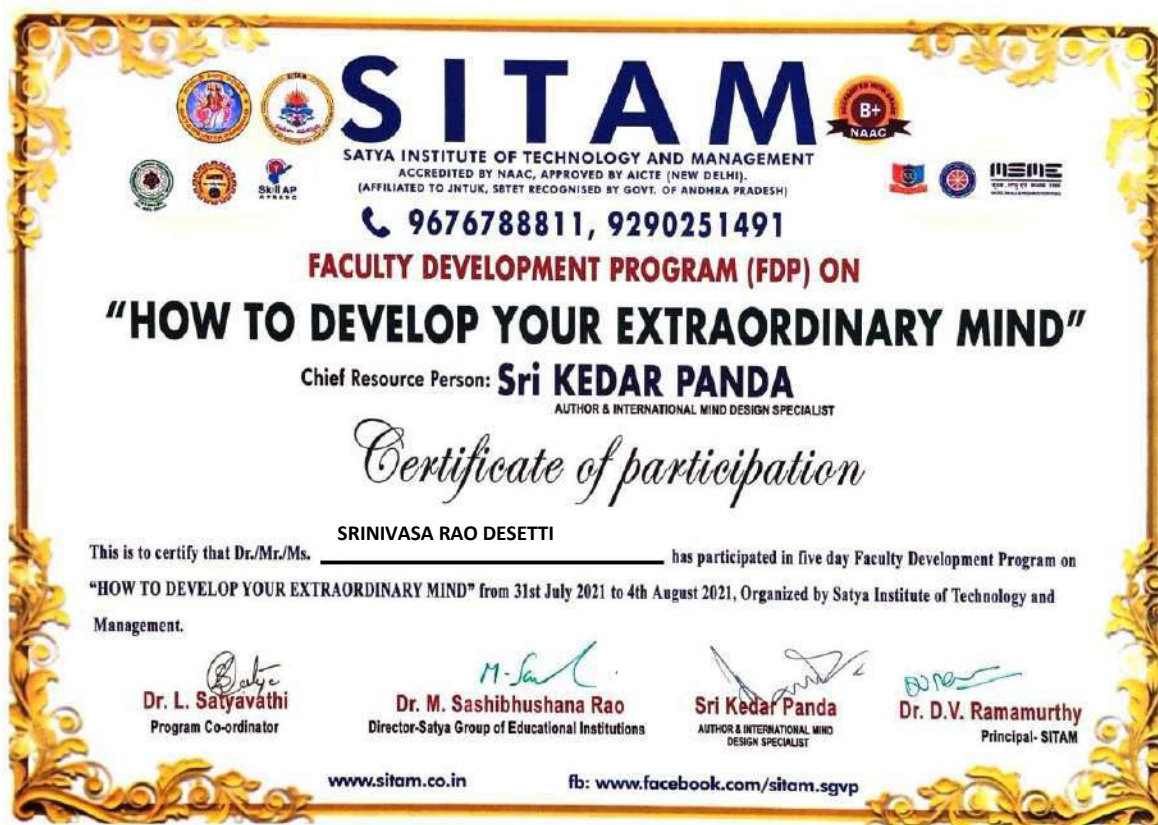 SITAM
SITAM
B+
NAAC
SATYA INSTITUTE OF TECHNOLOGY AND MANAGEMENT
ACCREDITED BY NAAC, APPROVED BY AICTE (NEW DELHI).
(AFFILIATED TO JNTUK, SBTET RECOGNISED BY GOVT. OF ANDHRA PRADESH)
Skill AP
APSSDC
MSME
9676788811, 9290251491
FACULTY DEVELOPMENT PROGRAM (FDP) ON
"HOW TO DEVELOP YOUR EXTRAORDINARY MIND"
Chief Resource Person: Sri KEDAR PANDA
AUTHOR & INTERNATIONAL MIND DESIGN SPECIALIST
Certificate of participation
SRINIVASA RAO DESETTI
This is to certify that Dr./Mr./Ms. has participated in five day Faculty Development Program on
"HOW TO DEVELOP YOUR EXTRAORDINARY MIND" from 31st July 2021 to 4th August 2021, Organized by Satya Institute of Technology and
Management.
Dr. L. Satyavathi
Program Co-ordinator
Dr. M. Sashibhushana Rao
Director-Satya Group of Educational Institutions
Sri Kedar Panda
AUTHOR & INTERNATIONAL MIND
DESIGN SPECIALIST
Dr. D.V. Ramamurthy
Principal- SITAM
www.sitam.co.in fb: www.facebook.com/sitam.sgvp